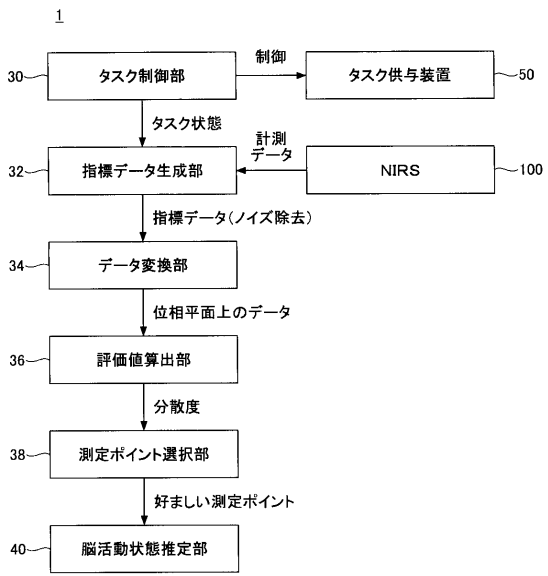 1
30
タスク制御部
制御
タスク供与装置
50
タスク状態
計測
データ
32
指標データ生成部
NIRS
100
指標データ(ノイズ除去)
34
データ変換部
位相平面上のデータ
36
評価値算出部
分散度
38
測定ポイント選択部
好ましい測定ポイント
40
脳活動状態推定部